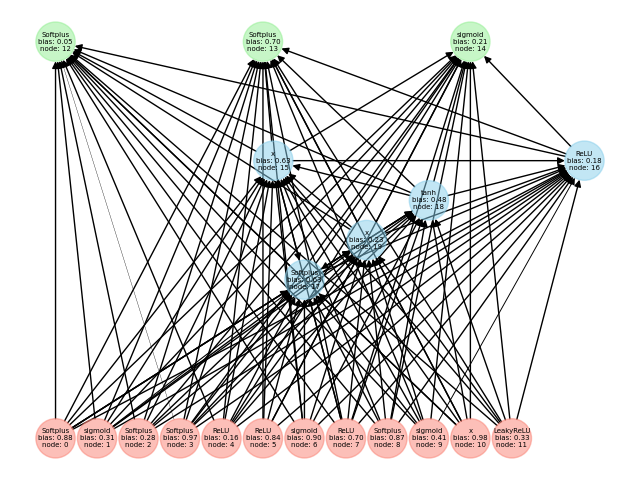 Softplus
bias: 0.05
node: 12
Softplus
bias: 0.70
node: 13
sigmoid
bias: 0.21
node: 14
x
bias: 0.63
node: 15
ReLU
bias: 0.18
node: 16
tanh
bias: 0.48
node: 18
x
bias: 0.23
Softplus
node: 17
Softplus
bias: 0.88
node: 0
sigmoid
bias: 0.31
node: 1
Softplus
bias: 0.28
node: 2
Softplus
bias: 0.97
node: 3
ReLU
bias: 0.16
node: 4
ReLU
bias: 0.84
node: 5
sigmoid
bias: 0.90
node: 6
ReLU
bias: 0.70
node: 7
Softplus
bias: 0.87
node: 8
sigmoid
bias: 0.41
node: 9
x
bias: 0.98
node: 10
LeakyReLU
bias: 0.33
node: 11